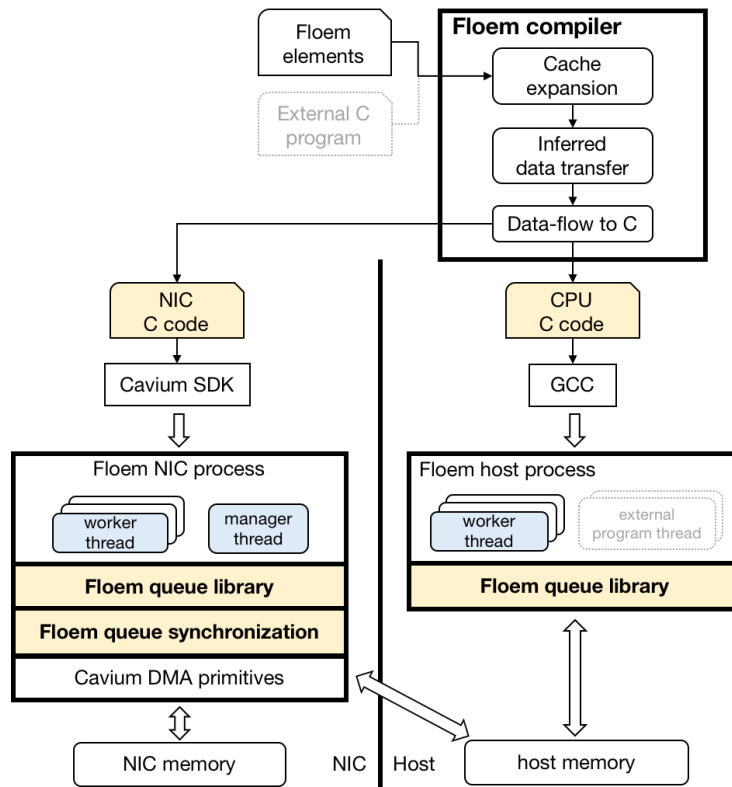 Floem compiler
Floem
elements
External C
program
Cache
expansion
Inferred
data transfer
Data-flow to C
NIC
C code
CPU
C code
Cavium SDK
GCC
Floem NIC process
worker
thread
manager
thread
Floem queue library
Floem queue synchronization
Cavium DMA primitives
Floem host process
worker
thread
external
program thread
Floem queue library
NIC memory
NIC
Host
host memory